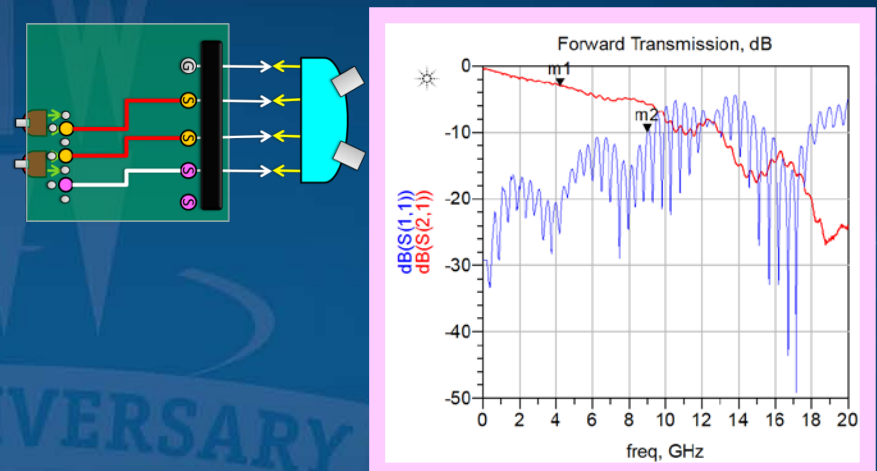 G
S
S
S
S
Forward Transmission, dB
m1
m2
0
-10
-20
-30
-40
-50
dB(S(1,1))
dB(S(2,1))
0 2 4 6 8 10 12 14 16 18 20
freq, GHz
IVERSARY